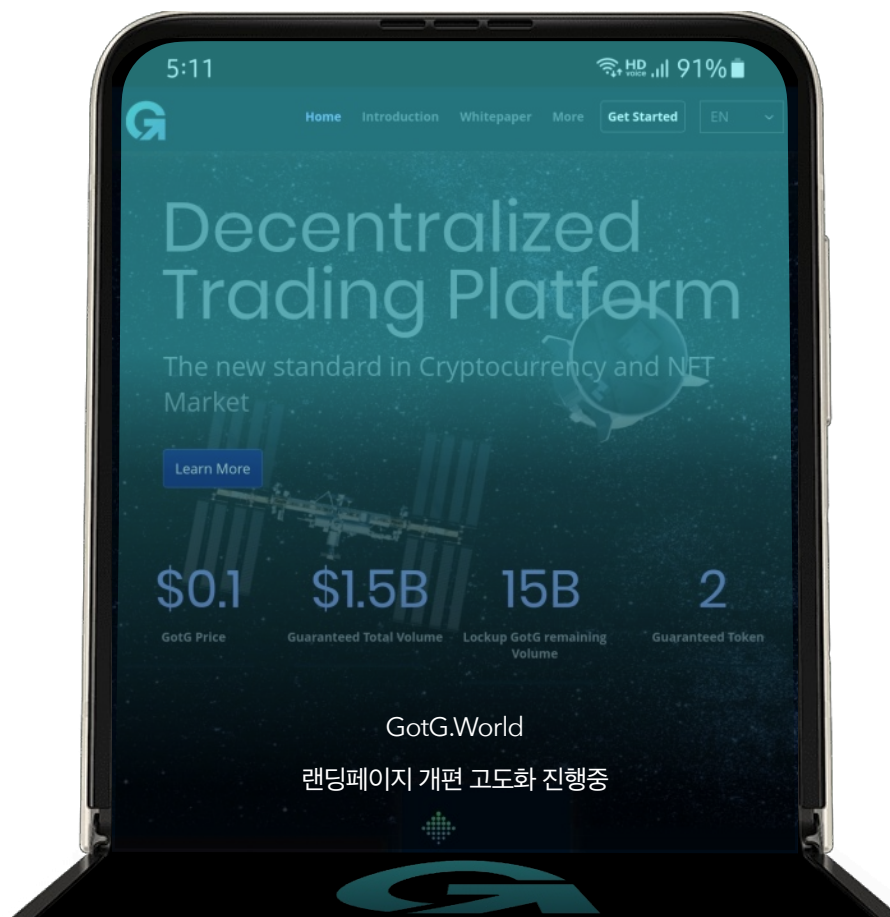 5:11 HD voice 91%
Home Introduction Whitepaper More Get Started EN
Decentralized
Trading Platform
The new standard in Cryptocurrency and NFT
Market
Learn More
$0.1 $1.5B 15B 2
GotG Price Guaranteed Total Volume Lockup GotG remaining Guaranteed Token
Volume
GotG.World
랜딩페이지 개편 고도화 진행중